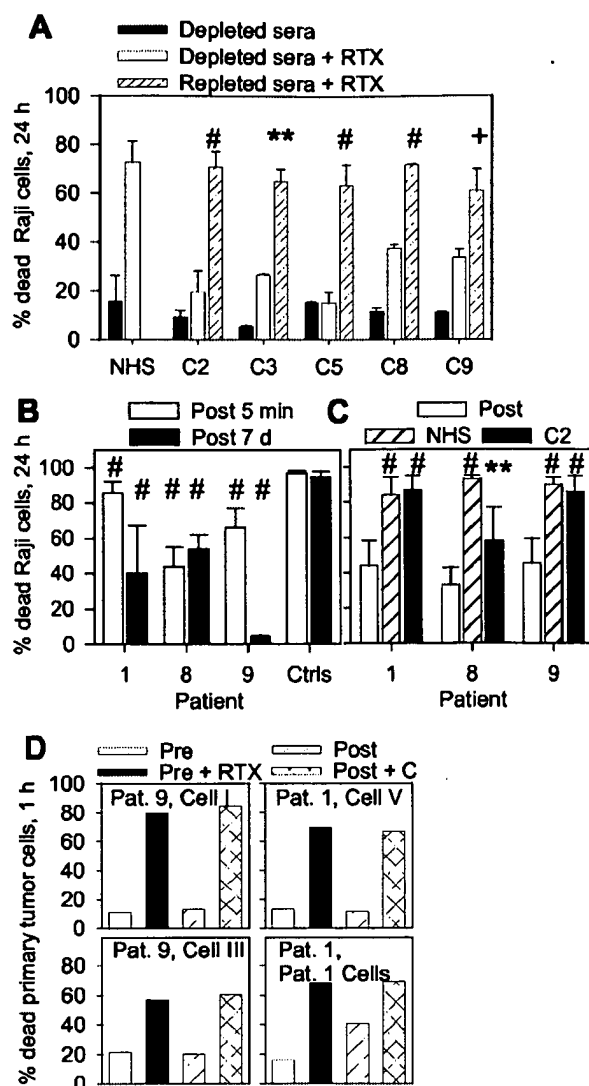 A
Depleted sera
Depleted sera + RTX
Repleted sera + RTX
% dead Raji cells, 24 h
100
80
60
40
20
0
# ** # # +
NHS C2 C3 C5 C8 C9
B
Post 5 min
Post 7 d
% dead Raji cells, 24 h
100
80
60
40
20
0
# # # # # #
1 8 9 Ctrls
Patient
C
Post
NHS C2
# # # ** # #
1 8 9
Patient
D
Pre Post
Pre + RTX Post + C
% dead primary tumor cells, 1 h
100
80
60
40
20
0
Pat. 9, Cell I
Pat. 1, Cell V
80
60
40
20
0
Pat. 9, Cell III
Pat. 1,
Pat. 1 Cells